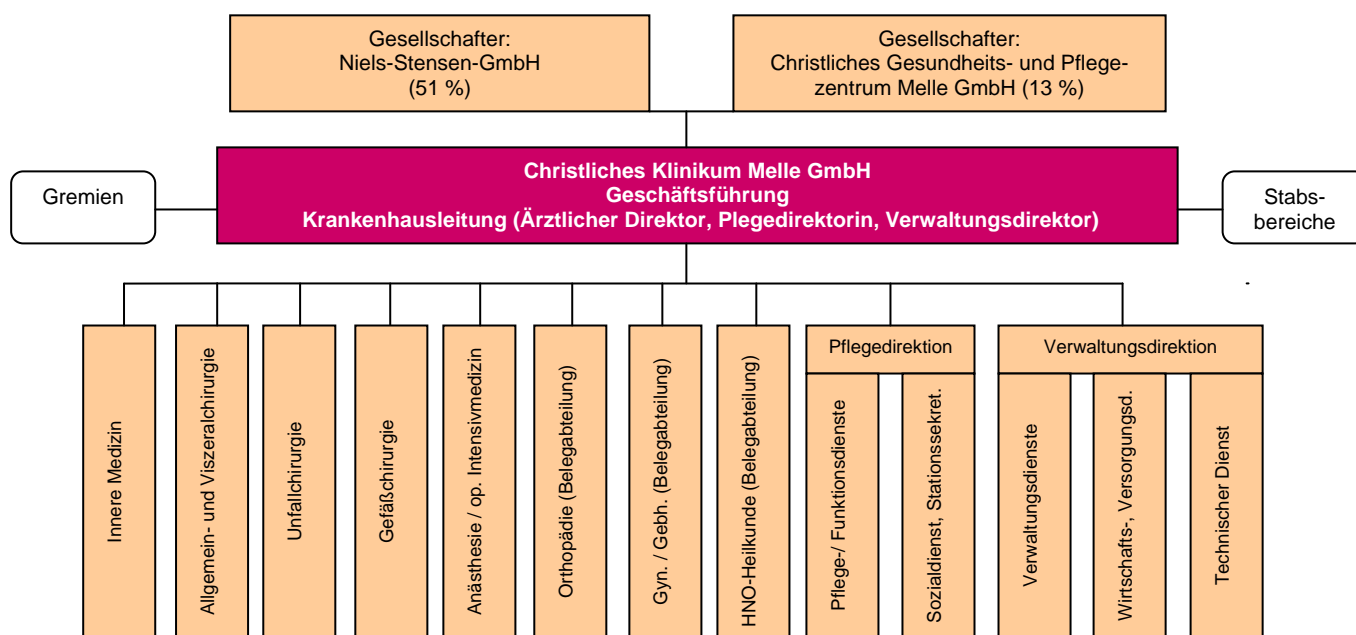 Gesellschafter:
Niels-Stensen-GmbH
(51 %)
Gesellschafter:
Christliches Gesundheits- und Pflege-
zentrum Melle GmbH (13 %)
Gremien
Christliches Klinikum Melle GmbH
Geschäftsführung
Krankenhausleitung (Ärztlicher Direktor, Plegedirektorin, Verwaltungsdirektor)
Stabs-
bereiche
Innere Medizin
Allgemein- und Viszeralchirurgie
Unfallchirurgie
Gefäßchirurgie
Anästhesie / op. Intensivmedizin
Orthopädie (Belegabteilung)
Gyn. / Gebh. (Belegabteilung)
HNO-Heilkunde (Belegabteilung)
Pflegedirektion
Pflege-/ Funktionsdienste
Sozialdienst, Stationssekret.
Verwaltungsdirektion
Verwaltungsdienste
Wirtschafts-, Versorgungsd.
Technischer Dienst